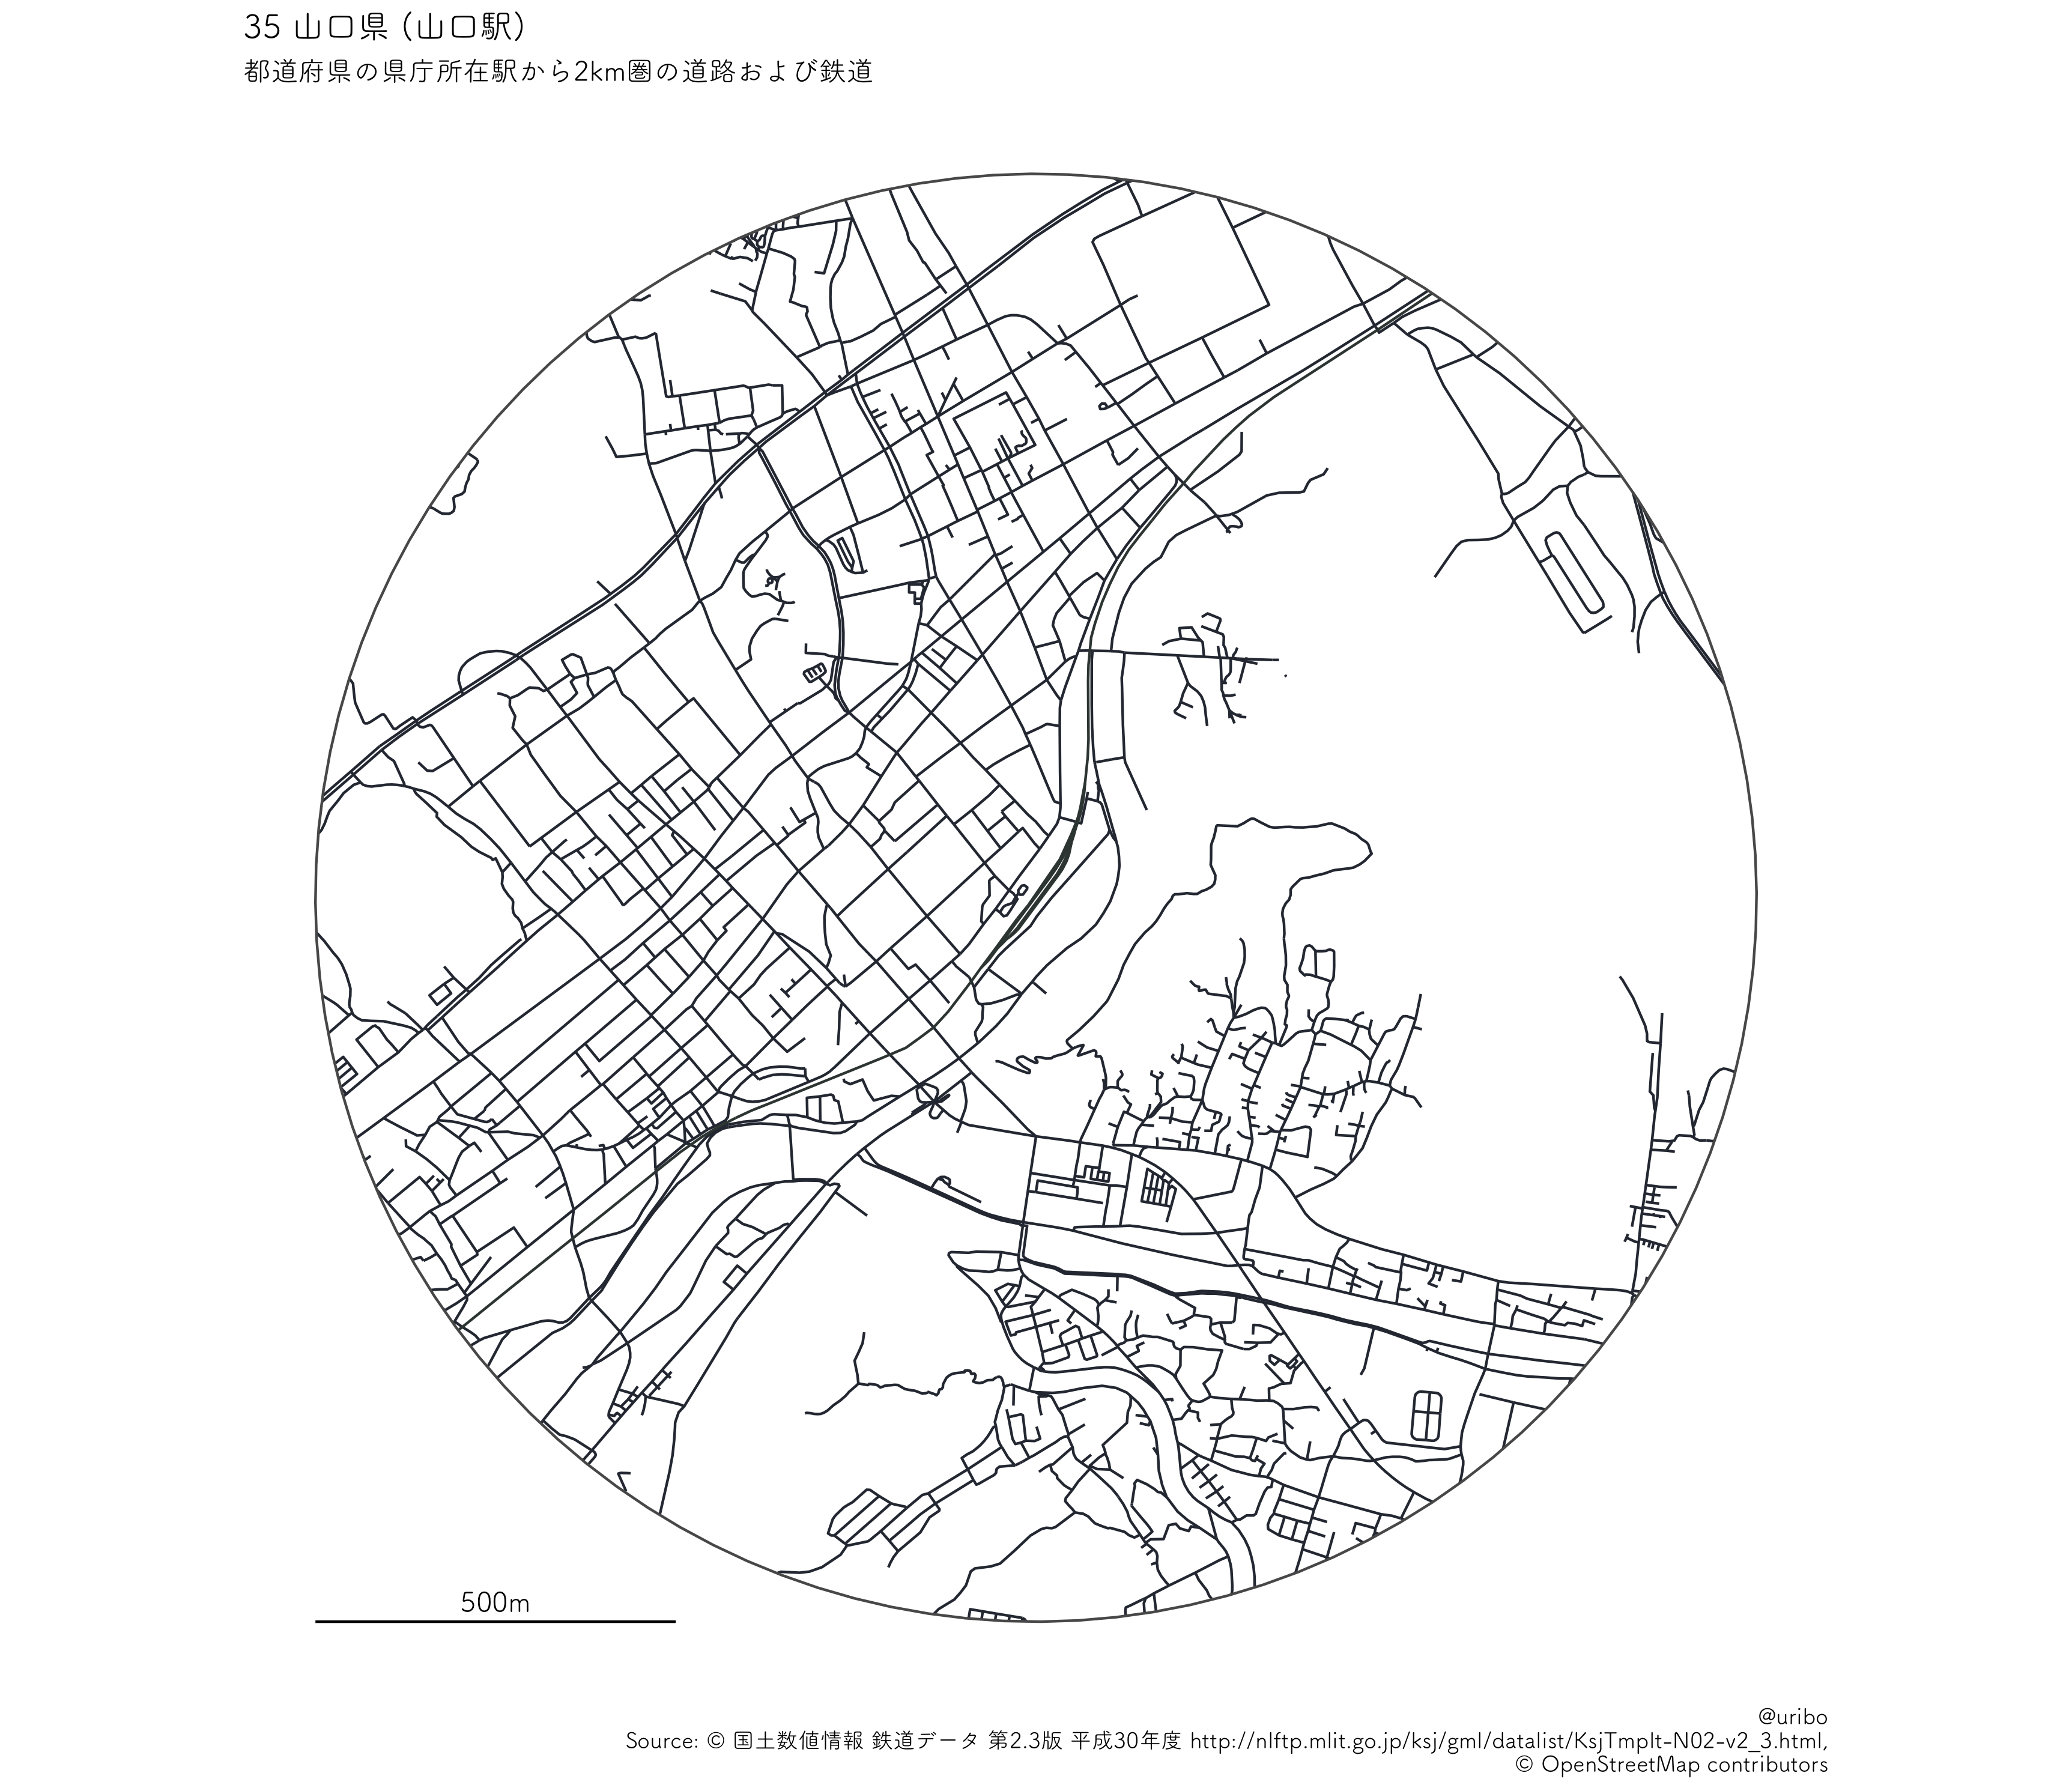 35 山口県 (山口駅)
都道府県の県庁所在駅から2km圏の道路および鉄道
500m
@uribo
Source: © 国土数値情報 鉄道データ 第2.3版 平成30年度 http://nlftp.mlit.go.jp/ksj/gml/datalist/KsjTmplt-N02-v2_3.html,
© OpenStreetMap contributors